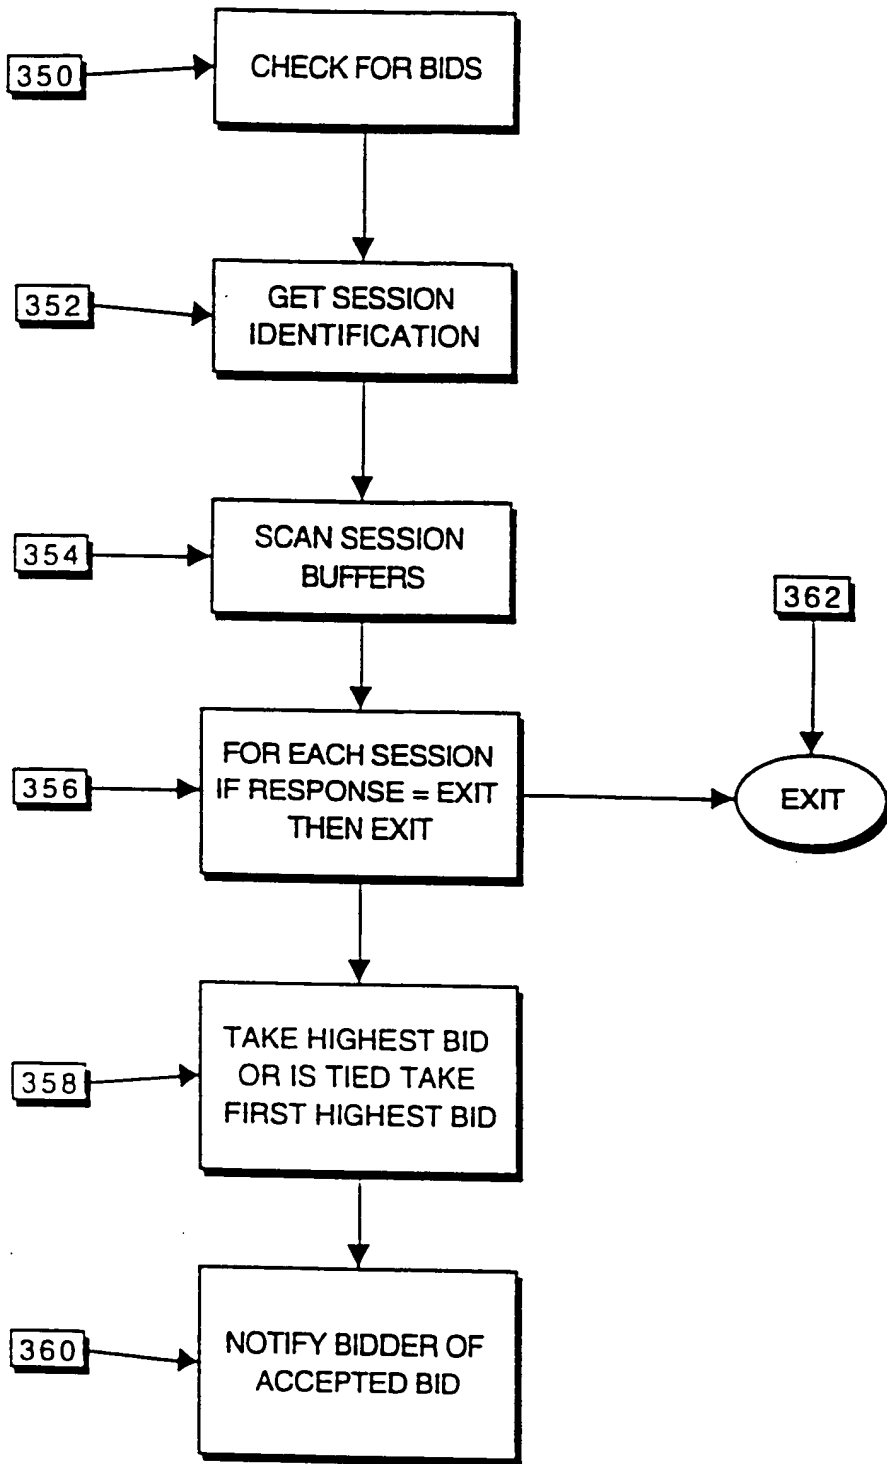 350
CHECK FOR BIDS
352
GET SESSION
IDENTIFICATION
354
SCAN SESSION
BUFFERS
362
356
FOR EACH SESSION
IF RESPONSE = EXIT
THEN EXIT
EXIT
358
TAKE HIGHEST BID
OR IS TIED TAKE
FIRST HIGHEST BID
360
NOTIFY BIDDER OF
ACCEPTED BID